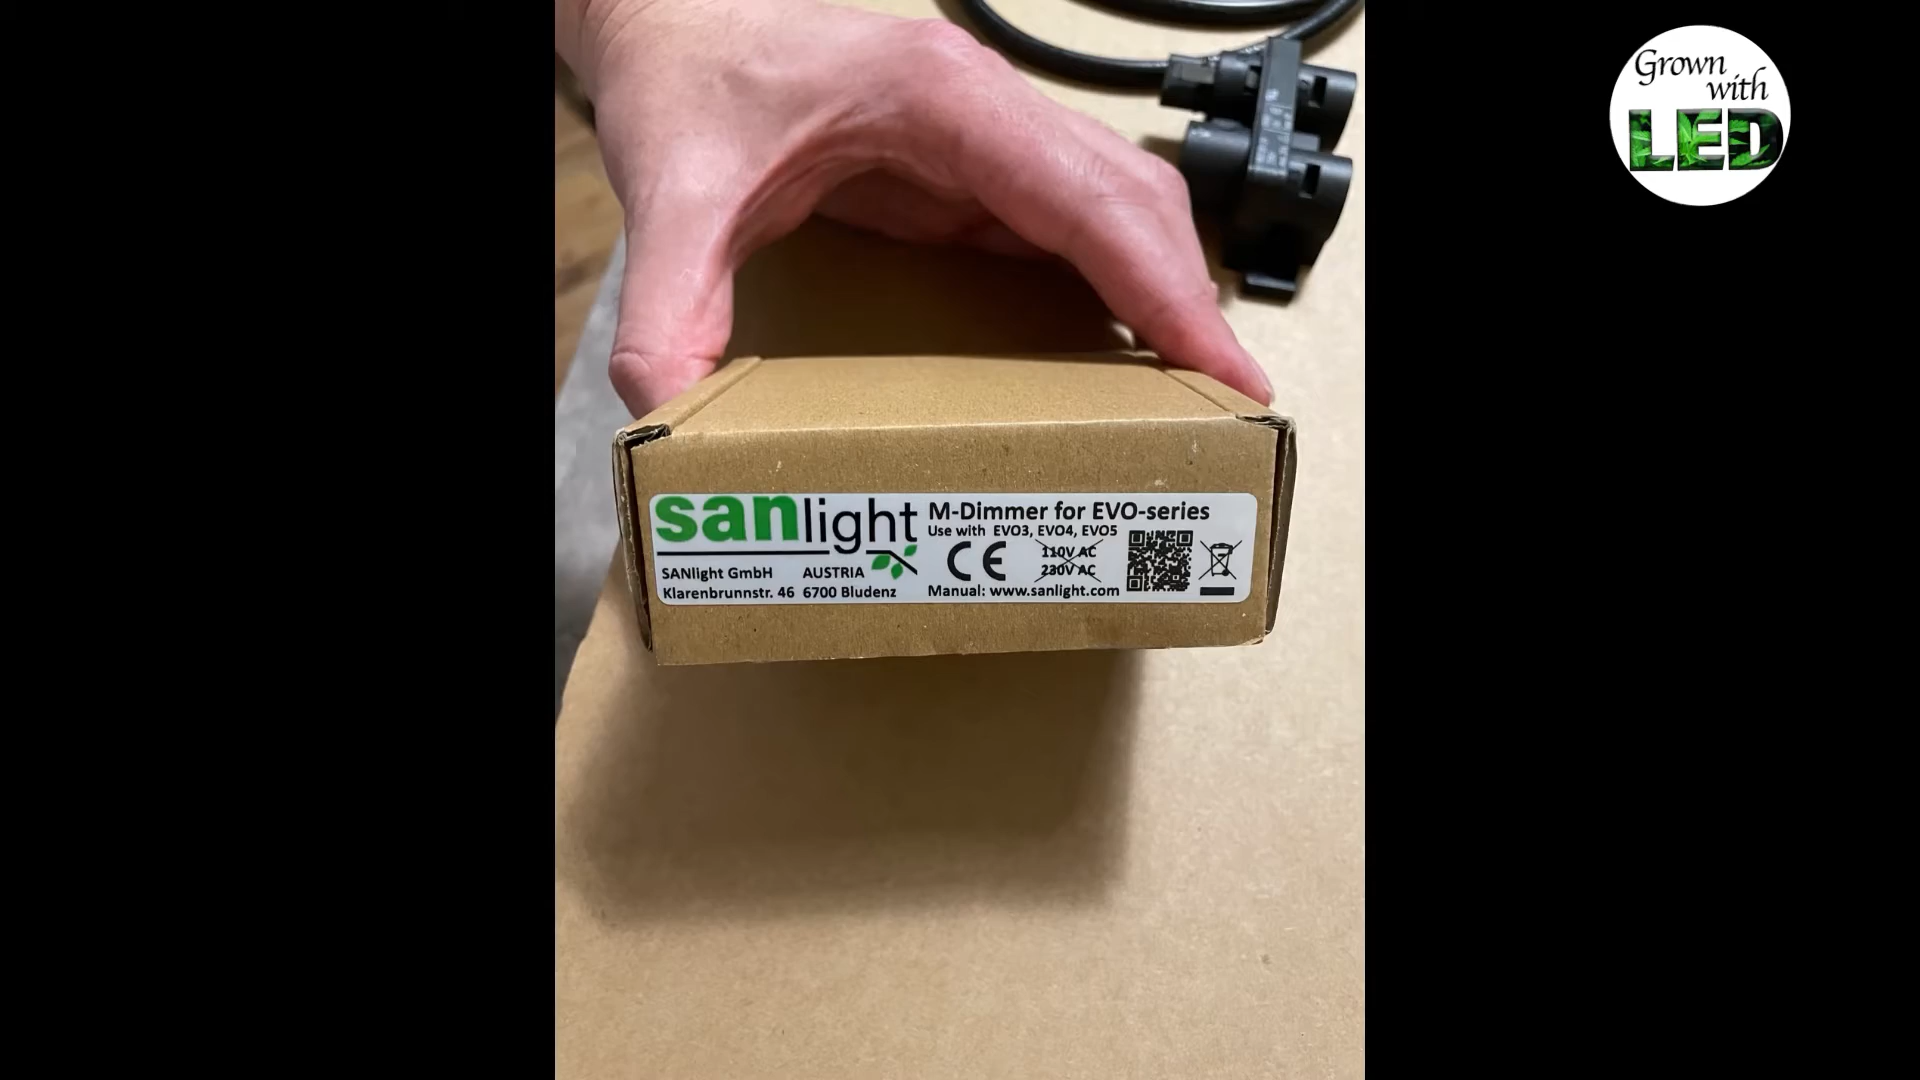 Grown
with
LED
sanlight
M-Dimmer for EVO-series
Use with EVO3, EVO4, EVO5
CE
110V AC
230V AC
SANlight GmbH AUSTRIA
Klarenbrunnstr. 46 6700 Bludenz
Manual: www.sanlight.com